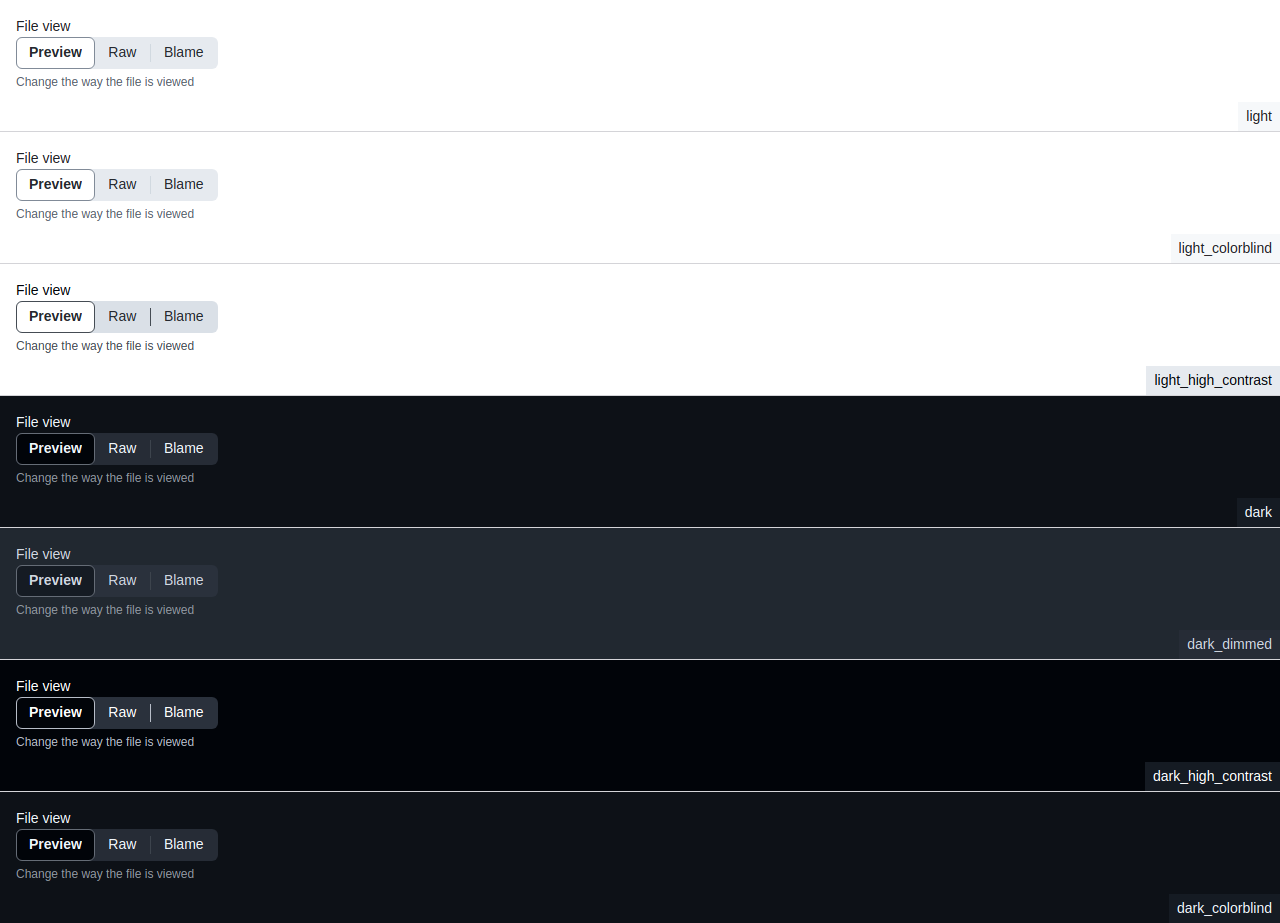 File view
Preview Raw Blame
Change the way the file is viewed
light
File view
Preview Raw Blame
Change the way the file is viewed
light_colorblind
File view
Preview Raw Blame
Change the way the file is viewed
light_high_contrast
File view
Preview Raw Blame
Change the way the file is viewed
dark
File view
Preview Raw Blame
Change the way the file is viewed
dark_dimmed
File view
Preview Raw Blame
Change the way the file is viewed
dark_high_contrast
File view
Preview Raw Blame
Change the way the file is viewed
dark_colorblind